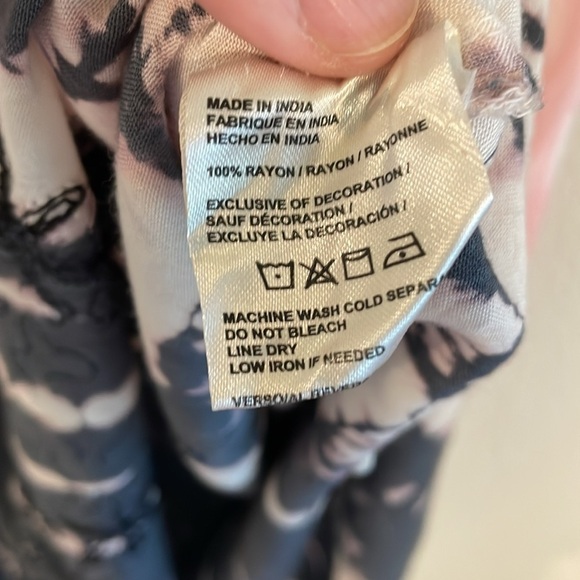 MADE IN INDIA
FABRIQUE EN INDIA
HECHO EN INDIA
100% RAYON / RAYON / RAYONNE
EXCLUSIVE OF DECORATION /
SAUF DÉCORATION /
EXCLUYE LA DECORACIÓN /
MACHINE WASH COLD SEPARA
DO NOT BLEACH
LINE DRY
LOW IRON IF NEEDED